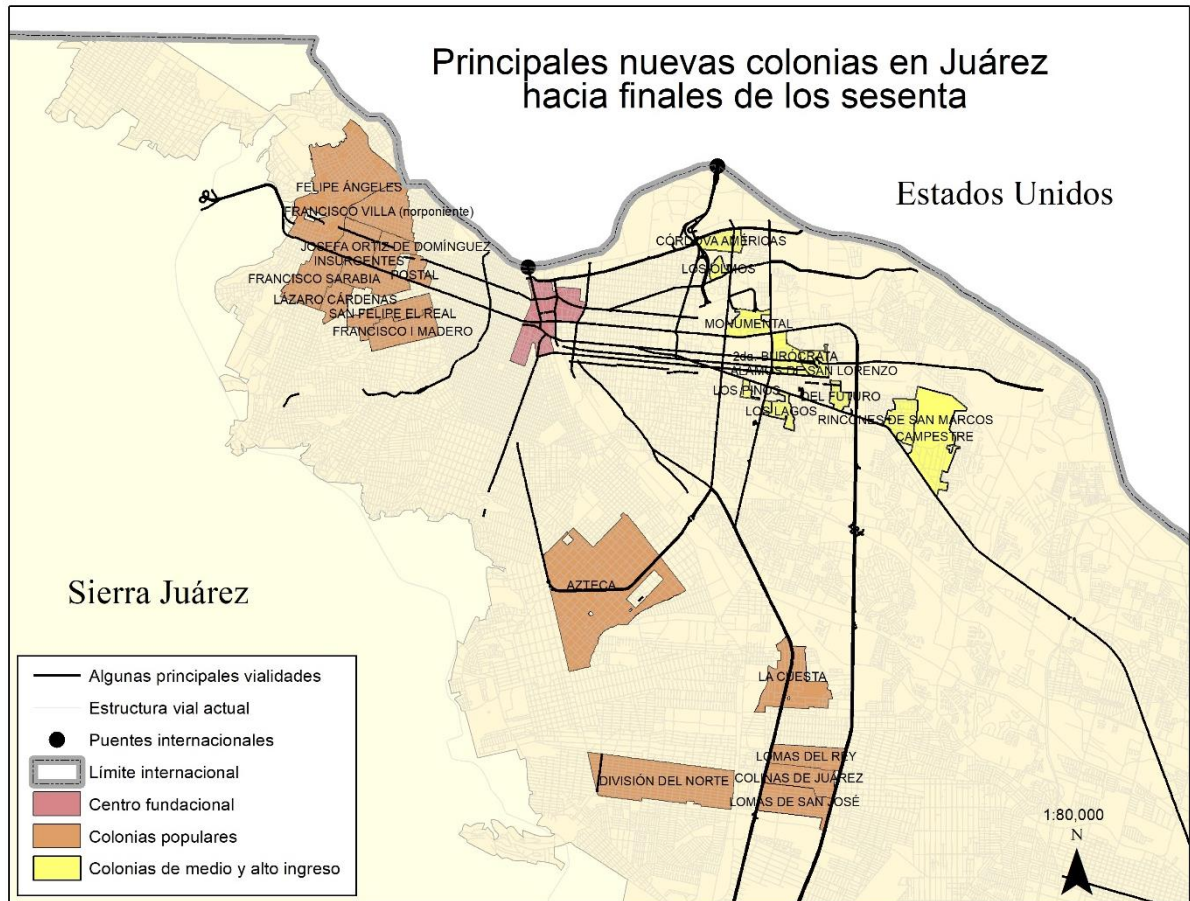 Principales nuevas colonias en Juárez
hacia finales de los sesenta
Estados Unidos
FELIPE ÁNGELES
FRANCISCO VILLA (norponiente)
JOSEFA ORTIZ DE DOMÍNGUEZ
INSURGENTES
POSTAL
FRANCISCO SARABIA
LÁZARO CÁRDENAS
SAN FELIPE EL REAL
FRANCISCO I MADERO
CÓRDOVA AMÉRICAS
LOS OLMOS
MONUMENTAL
2da. BURÓCRATA
ÁLAMOS DE SAN LORENZO
LOS PINOS
DEL FUTURO
LOS LAGOS
RINCONES DE SAN MARCOS
CAMPESTRE
AZTECA
Sierra Juárez
LA CUESTA
LOMAS DEL REY
DIVISIÓN DEL NORTE
COLINAS DE JUÁREZ
LOMAS DE SAN JOSÉ
Algunas principales vialidades
Estructura vial actual
Puentes internacionales
Límite internacional
Centro fundacional
Colonias populares
Colonias de medio y alto ingreso
1:80,000
N